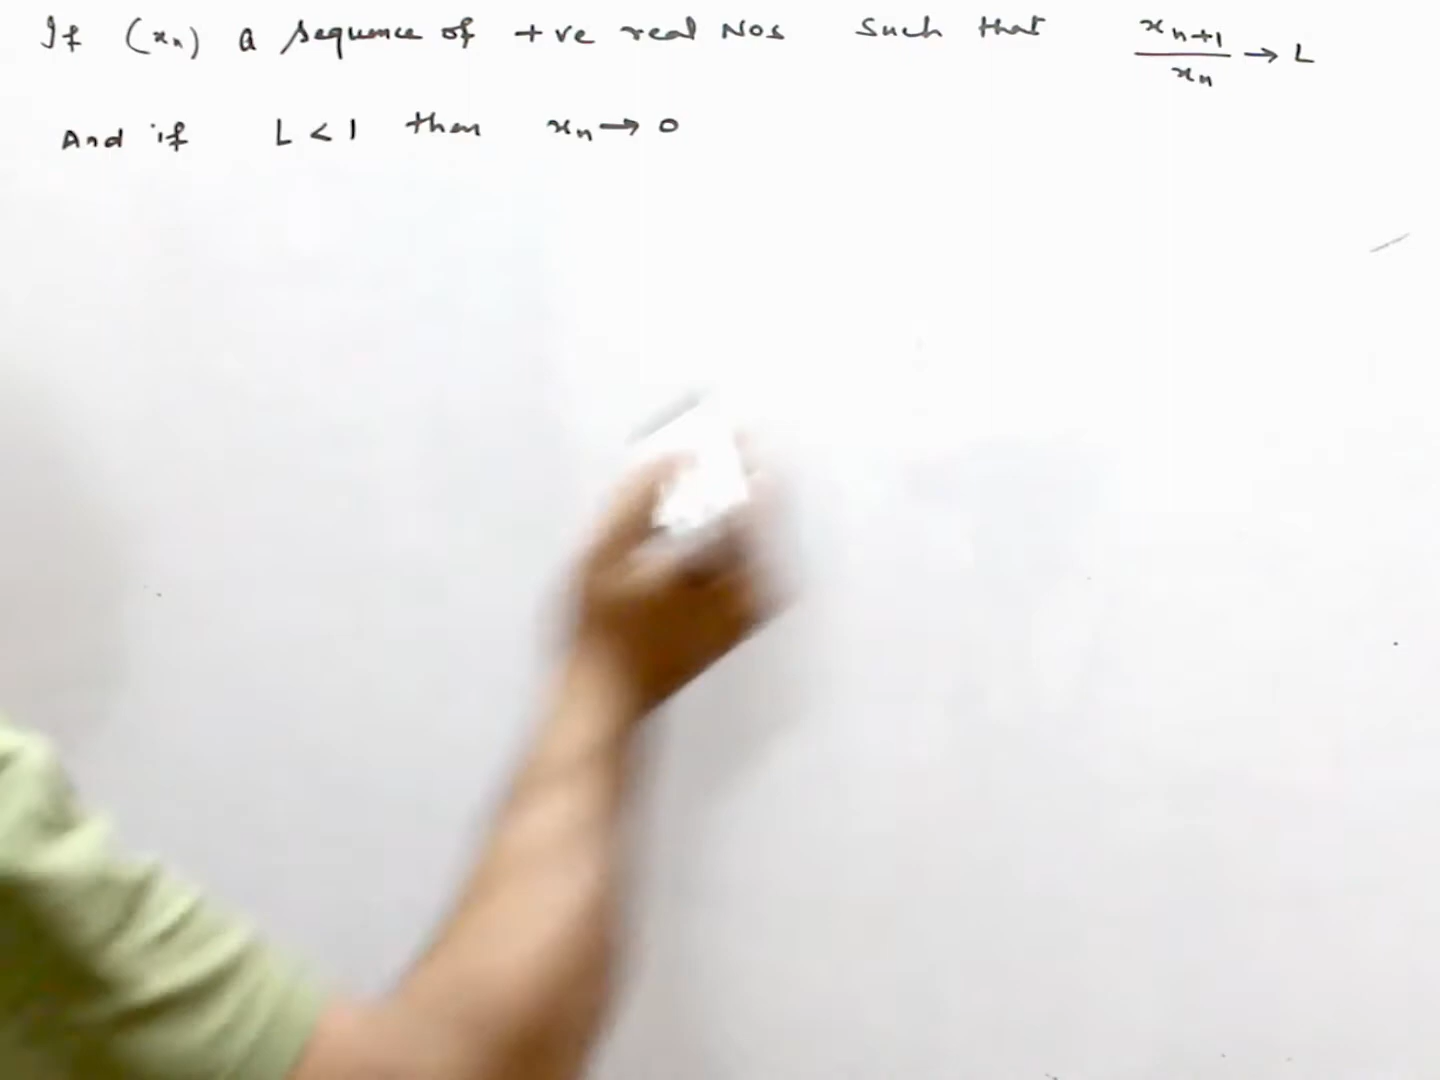 If (xₙ) a sequence of +ve real Nos such that xₙ₊₁/xₙ → L
And if L < 1 then xₙ → 0